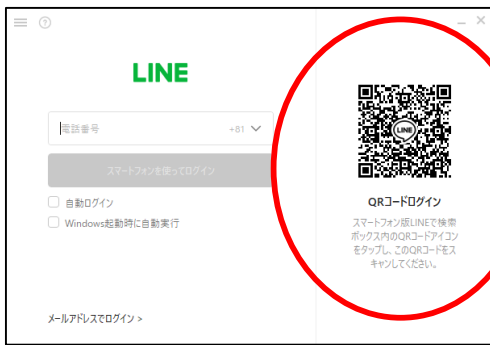 LINE
電話番号 +81
スマートフォンを使ってログイン
自動ログイン
Windows起動時に自動実行
メールアドレスでログイン >
LINE
QRコードログイン
スマートフォン版LINEで検索
ボックス内のQRコードアイコン
をタップし、このQRコードをス
キャンしてください。